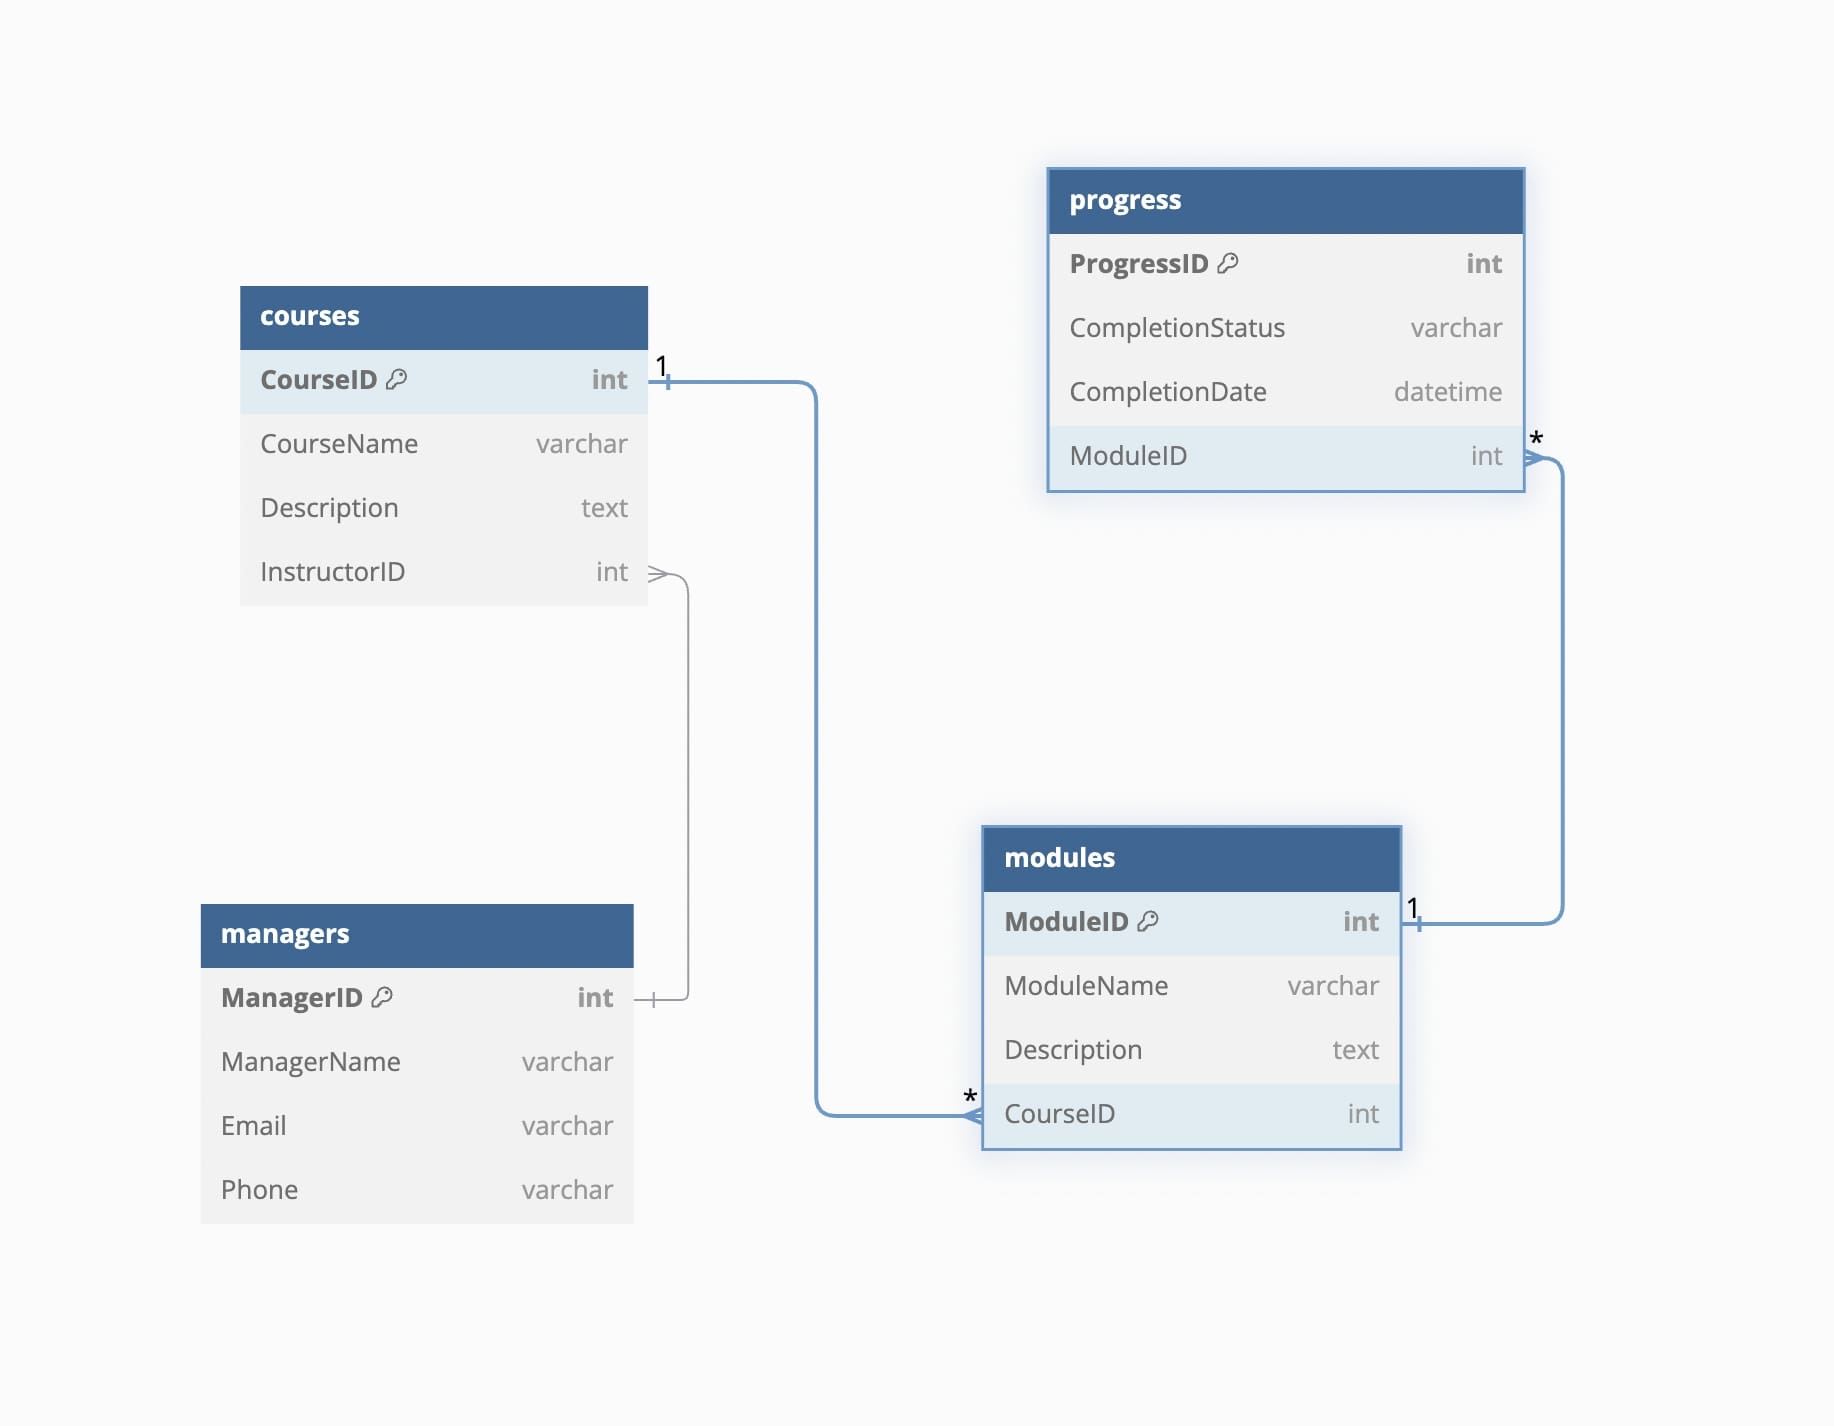 courses
CourseID int
CourseName varchar
Description text
InstructorID int
1
managers
ManagerID int
ManagerName varchar
Email varchar
Phone varchar
progress
ProgressID int
CompletionStatus varchar
CompletionDate datetime
ModuleID int
*
modules
ModuleID int
1
ModuleName varchar
Description text
CourseID int
*